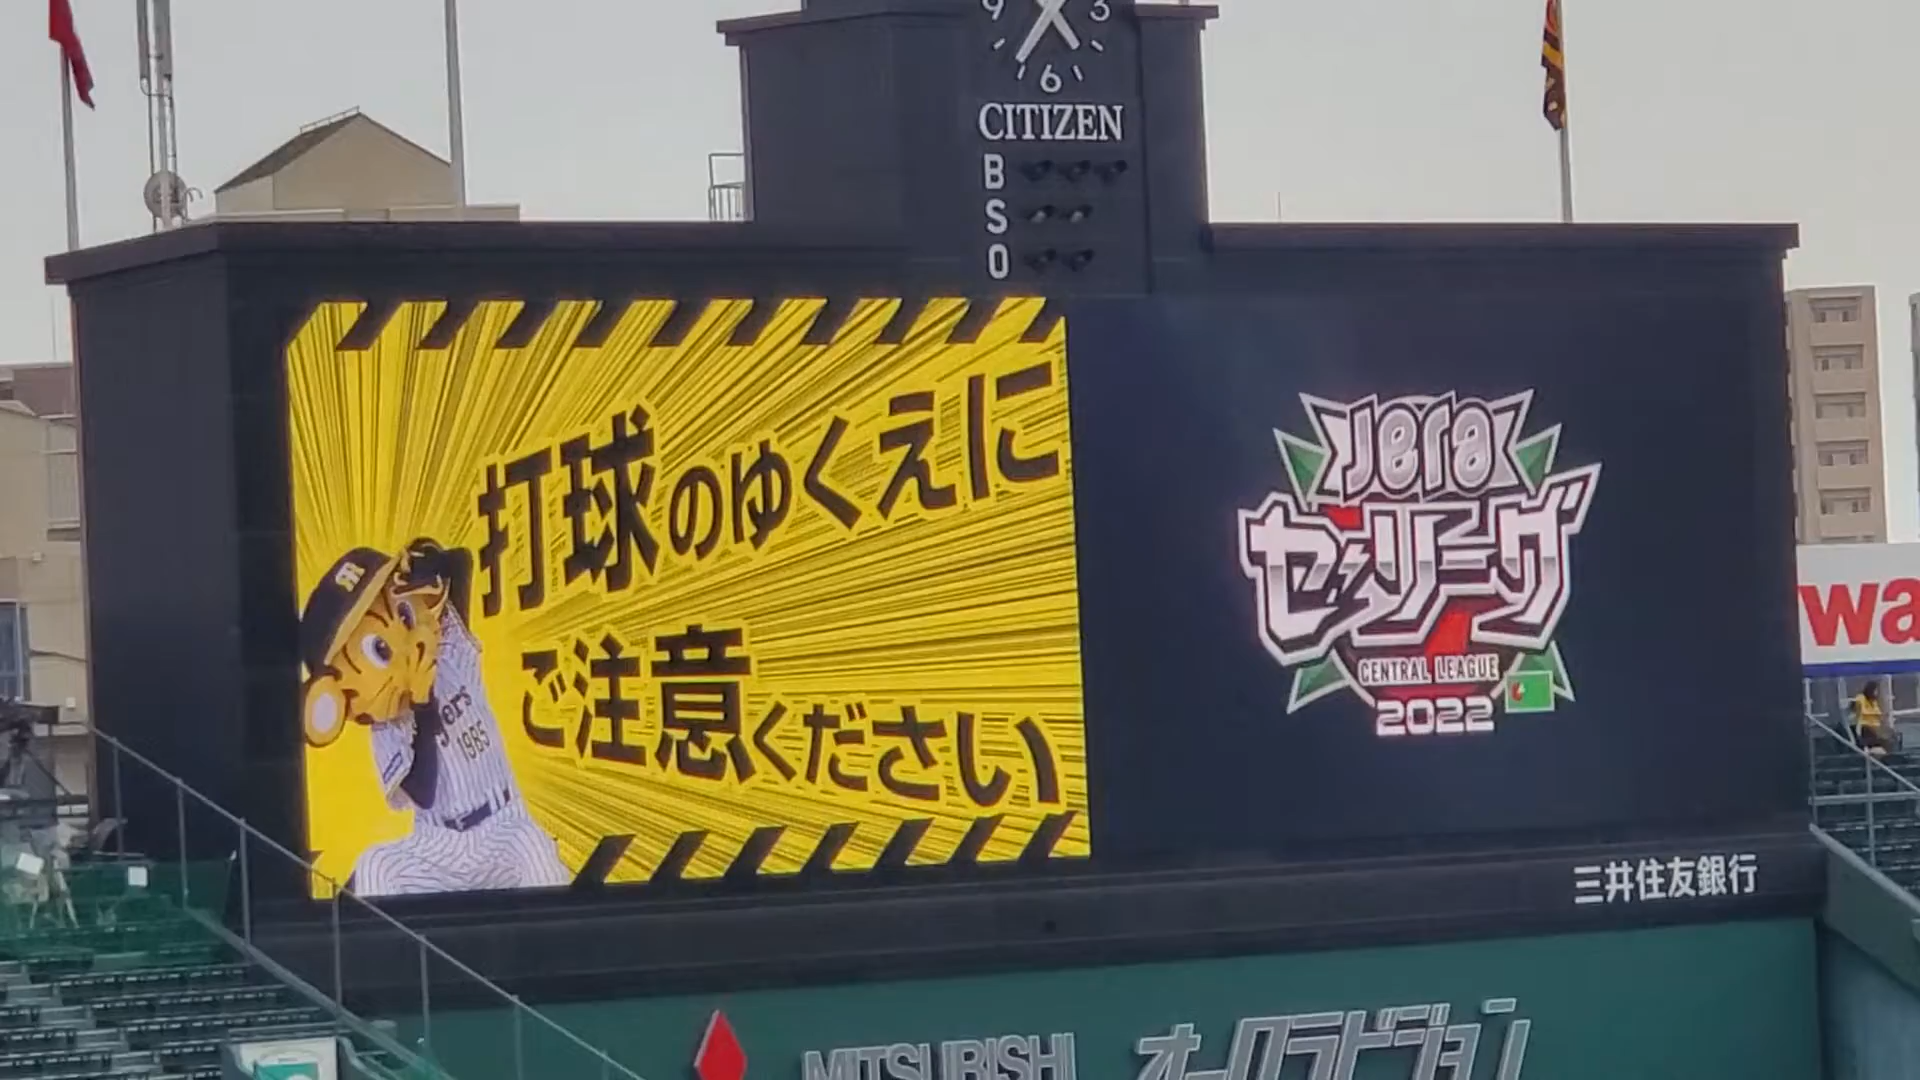 9 3
6
CITIZEN
B
S
O
打球のゆくえに
ご注意ください
Tigers
1985
jera
セ・リーグ
CENTRAL LEAGUE
2022
三井住友銀行
wa
MITSUBISHI
オーロラビジョン